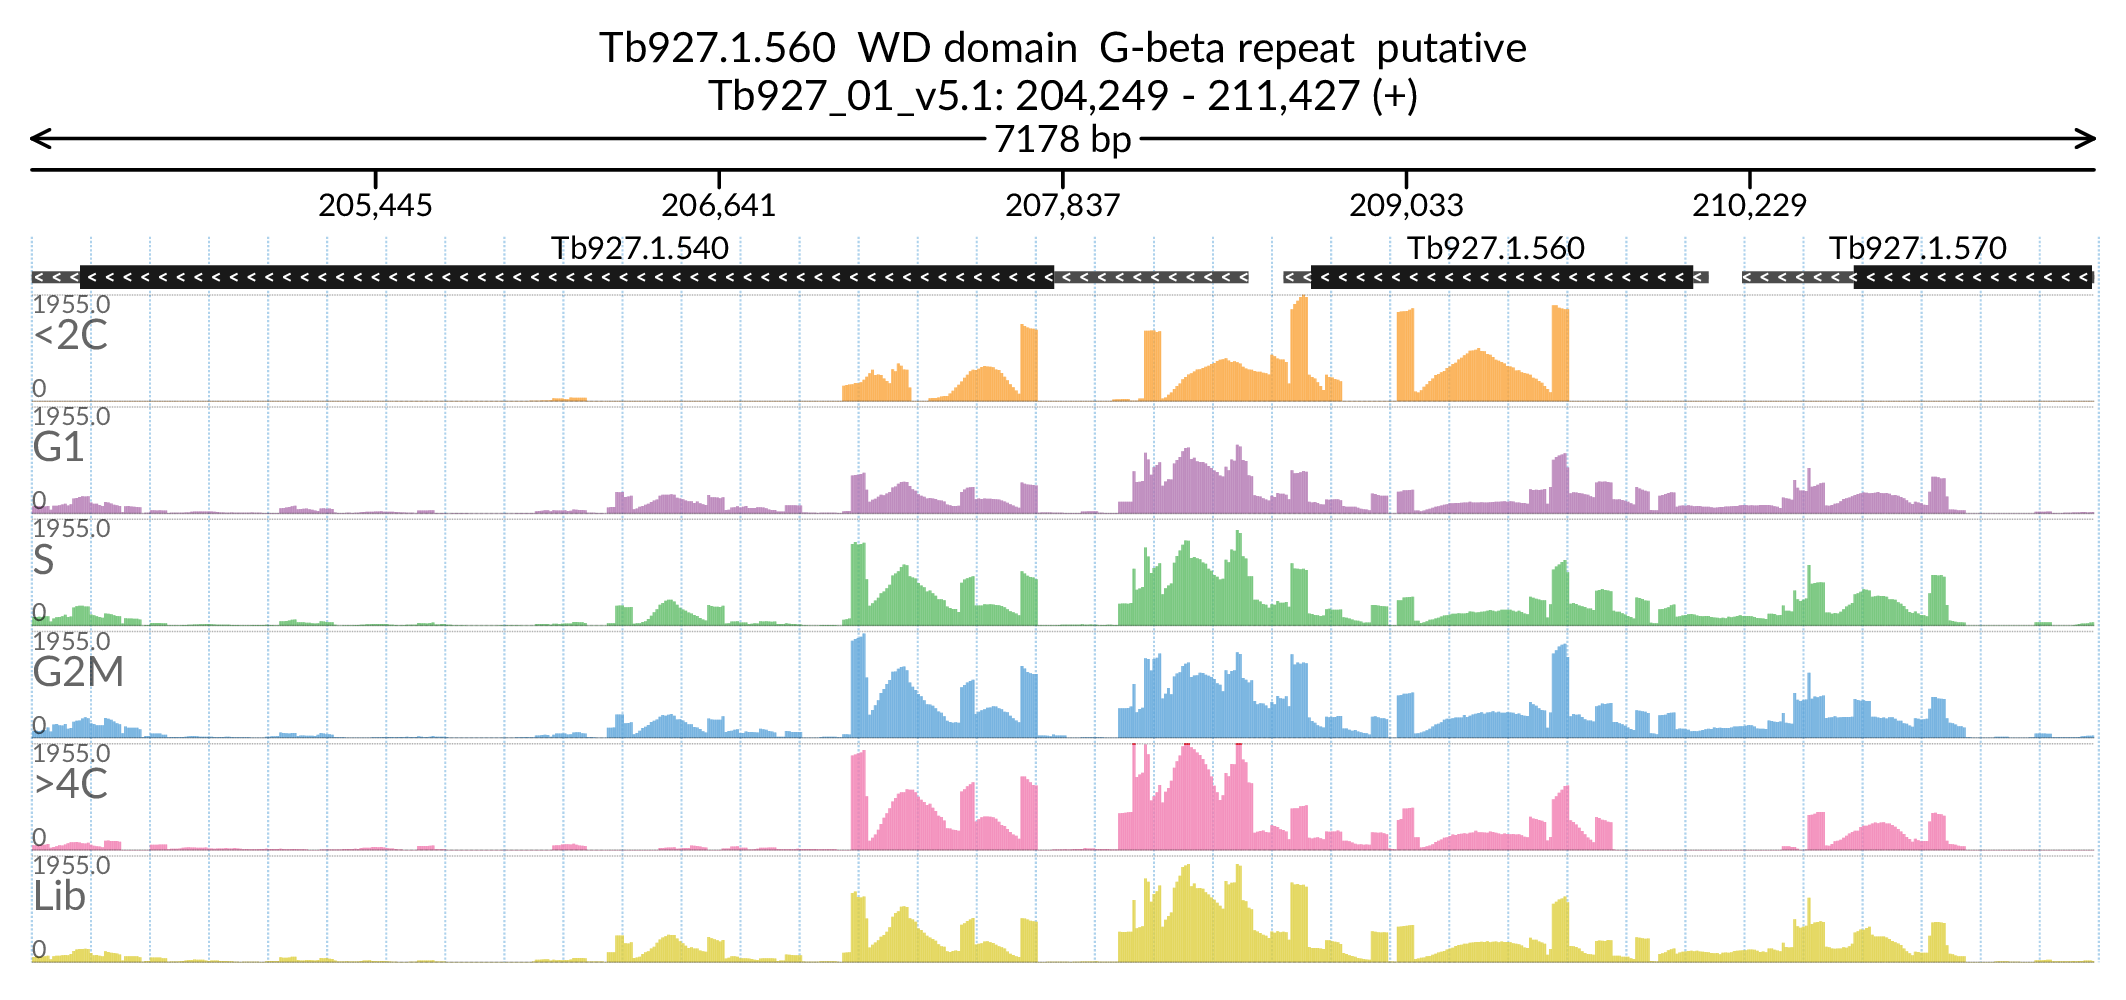 Tb927.1.560  WD domain  G-beta repeat  putative
Tb927_01_v5.1: 204,249 - 211,427 (+)
7178 bp
205,445 206,641 207,837 209,033 210,229
Tb927.1.540 Tb927.1.560 Tb927.1.570
1955.0
<2C
0
1955.0
G1
0
1955.0
S
0
1955.0
G2M
0
1955.0
>4C
0
1955.0
Lib
0